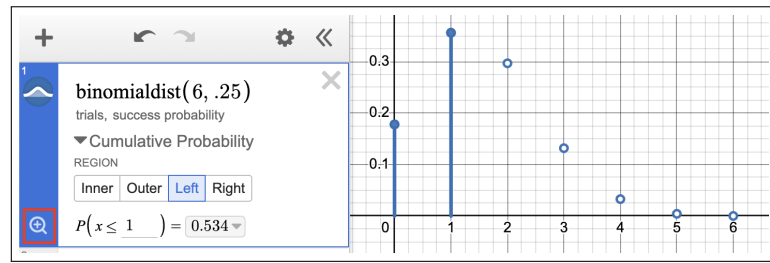 1
binomialdist(6, .25)
trials, success probability
Cumulative Probability
REGION
Inner Outer Left Right
P(x ≤ 1) = 0.534
0.3
0.2
0.1
0 1 2 3 4 5 6